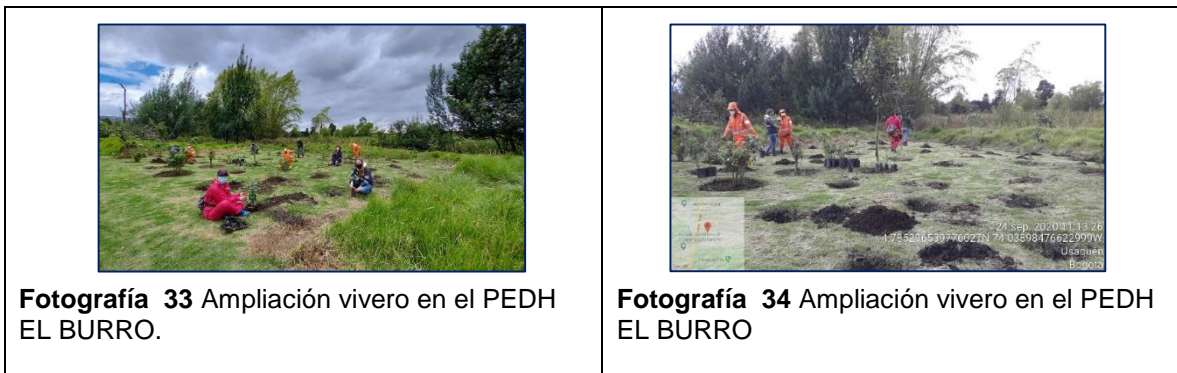 24 sep. 2020 11:13:26
Usaquén
Bogotá
Fotografía 33 Ampliación vivero en el PEDH
EL BURRO.
Fotografía 34 Ampliación vivero en el PEDH
EL BURRO